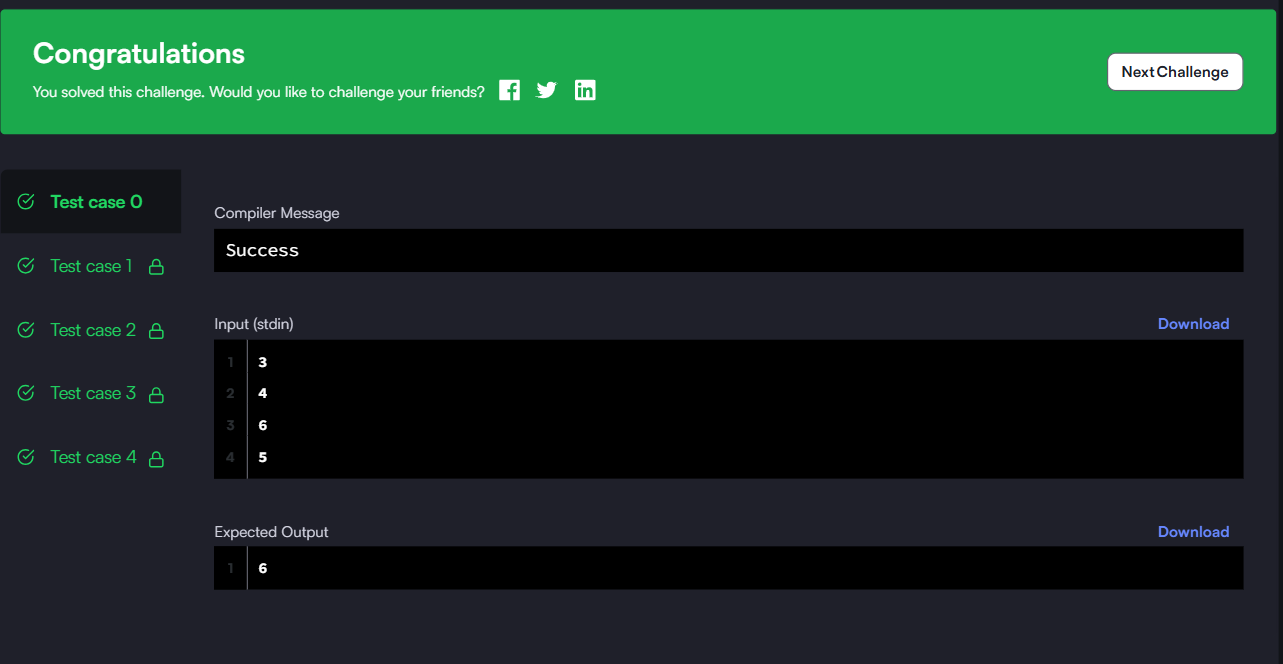 Congratulations
You solved this challenge. Would you like to challenge your friends?
Next Challenge
Test case 0
Test case 1
Test case 2
Test case 3
Test case 4
Compiler Message
Success
Input (stdin)
Download
1 3
2 4
3 6
4 5
Expected Output
Download
1 6